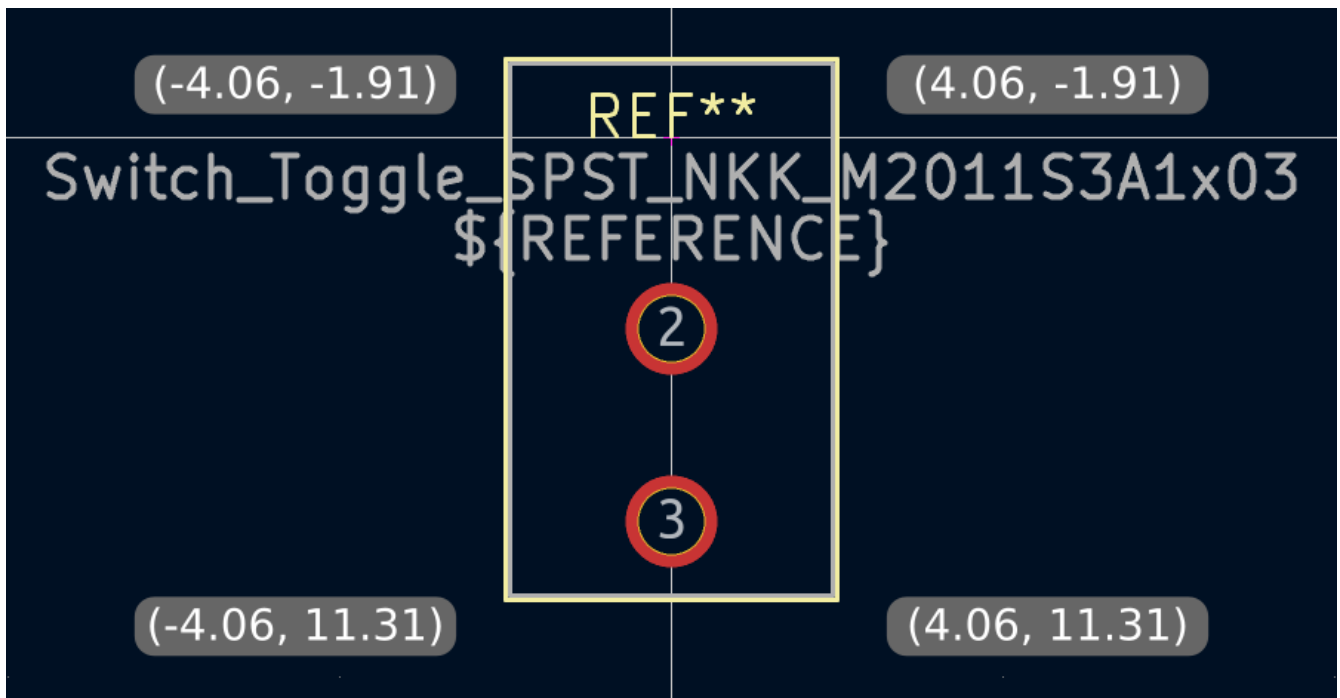 (-4.06, -1.91)
(4.06, -1.91)
REF**
Switch_Toggle_SPST_NKK_M2011S3A1x03
${REFERENCE}
2
3
(-4.06, 11.31)
(4.06, 11.31)